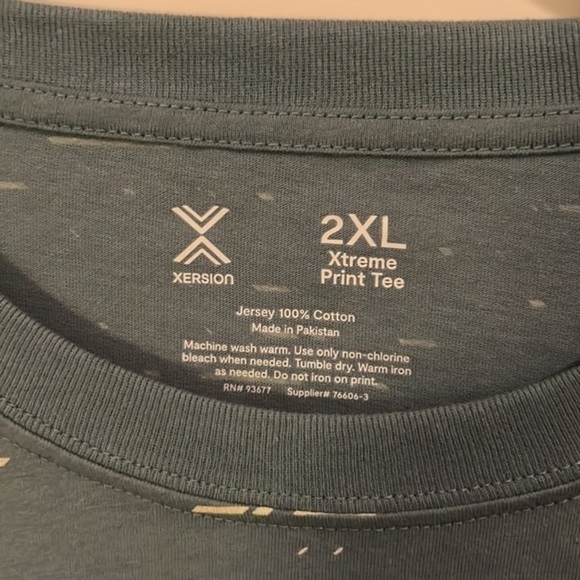 XERSION
2XL
Xtreme
Print Tee
Jersey 100% Cotton
Made in Pakistan
Machine wash warm. Use only non-chlorine
bleach when needed. Tumble dry. Warm iron
as needed. Do not iron on print.
RN# 93677 Supplier# 76606-3